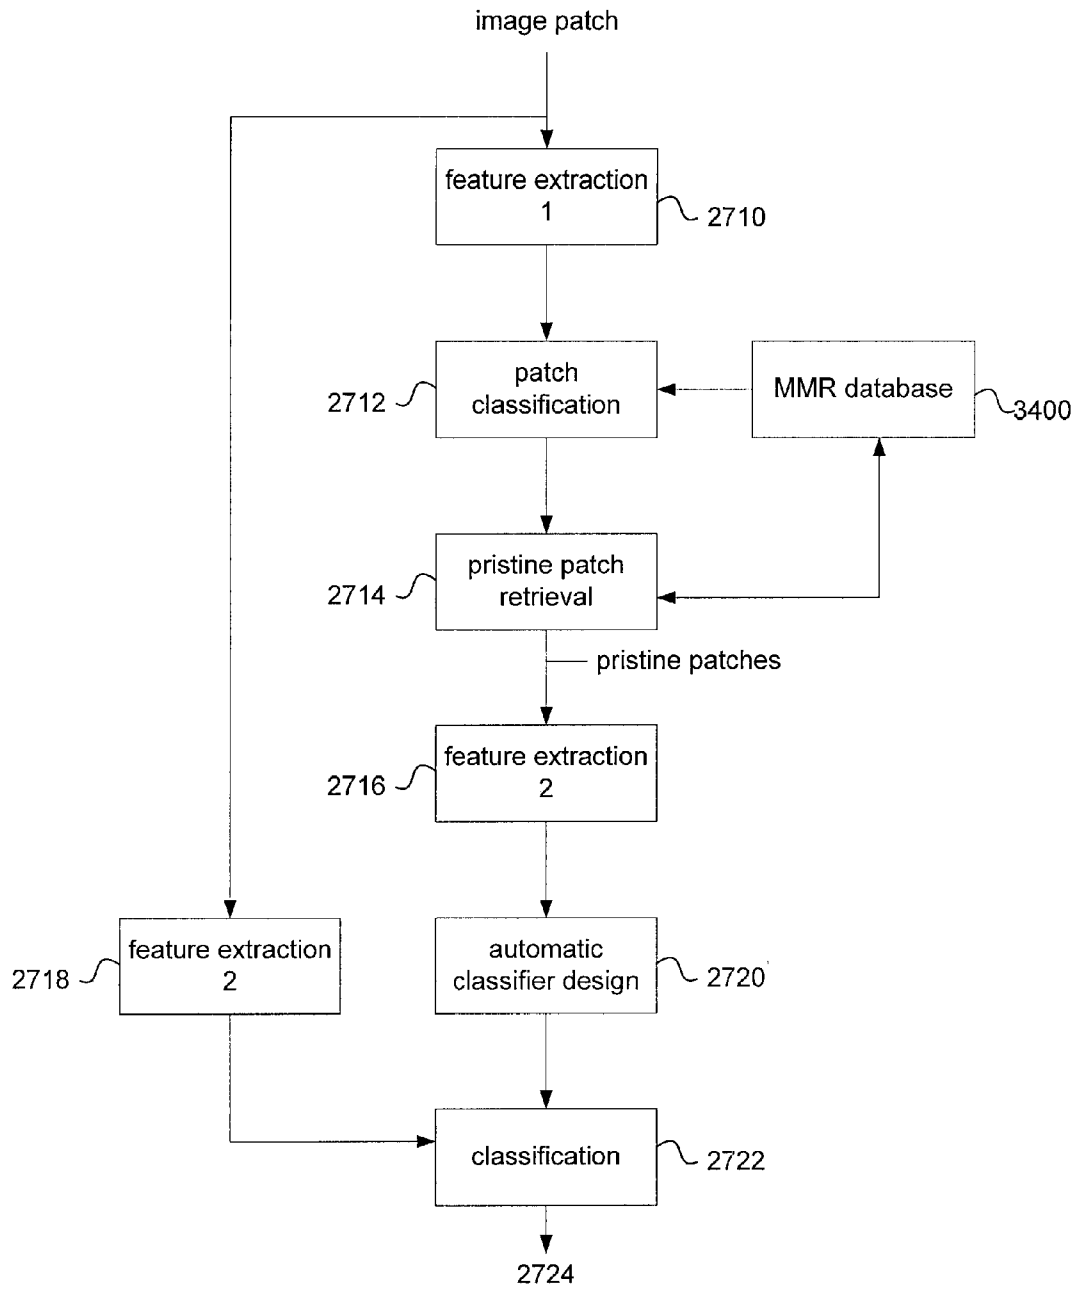 image patch
feature extraction
1
2710
patch
classification
2712
MMR database
3400
pristine patch
retrieval
2714
pristine patches
feature extraction
2
2716
feature extraction
2
2718
automatic
classifier design
2720
classification
2722
2724